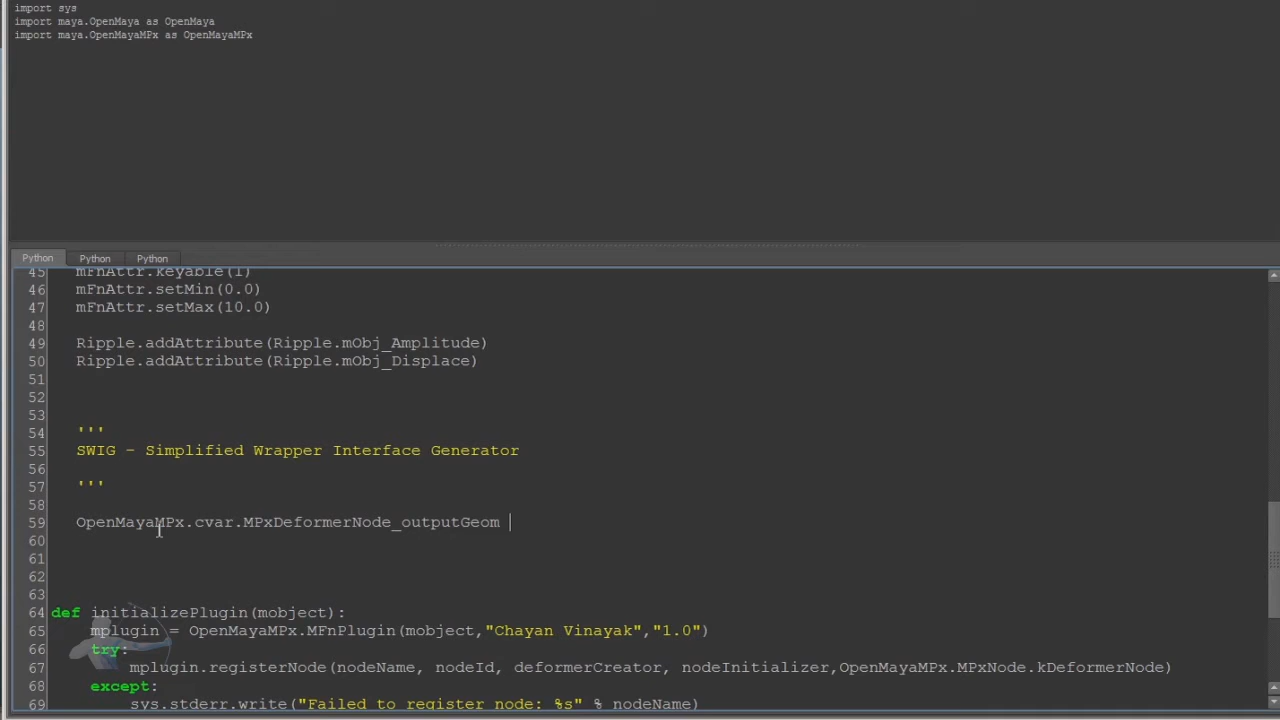 import sys
import maya.OpenMaya as OpenMaya
import maya.OpenMayaMPx as OpenMayaMPx
Python Python Python
45 mFnAttr.keyable(1)
46 mFnAttr.setMin(0.0)
47 mFnAttr.setMax(10.0)
48
49 Ripple.addAttribute(Ripple.mObj_Amplitude)
50 Ripple.addAttribute(Ripple.mObj_Displace)
51
52
53
54 '''
55 SWIG - Simplified Wrapper Interface Generator
56
57 '''
58
59 OpenMayaMPx.cvar.MPxDeformerNode_outputGeom
60
61
62
63
64 def initializePlugin(mobject):
65 mplugin = OpenMayaMPx.MFnPlugin(mobject,"Chayan Vinayak","1.0")
66 try:
67 mplugin.registerNode(nodeName, nodeId, deformerCreator, nodeInitializer,OpenMayaMPx.MPxNode.kDeformerNode)
68 except:
69 sys.stderr.write("Failed to register node: %s" % nodeName)